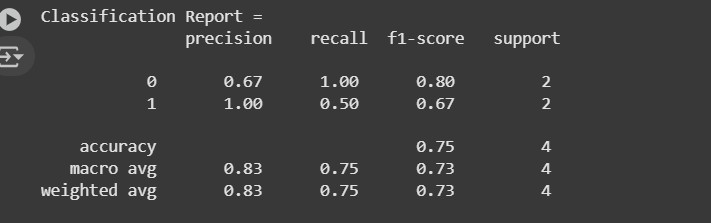 Classification Report =
precision recall f1-score support
0 0.67 1.00 0.80 2
1 1.00 0.50 0.67 2
accuracy 0.75 4
macro avg 0.83 0.75 0.73 4
weighted avg 0.83 0.75 0.73 4